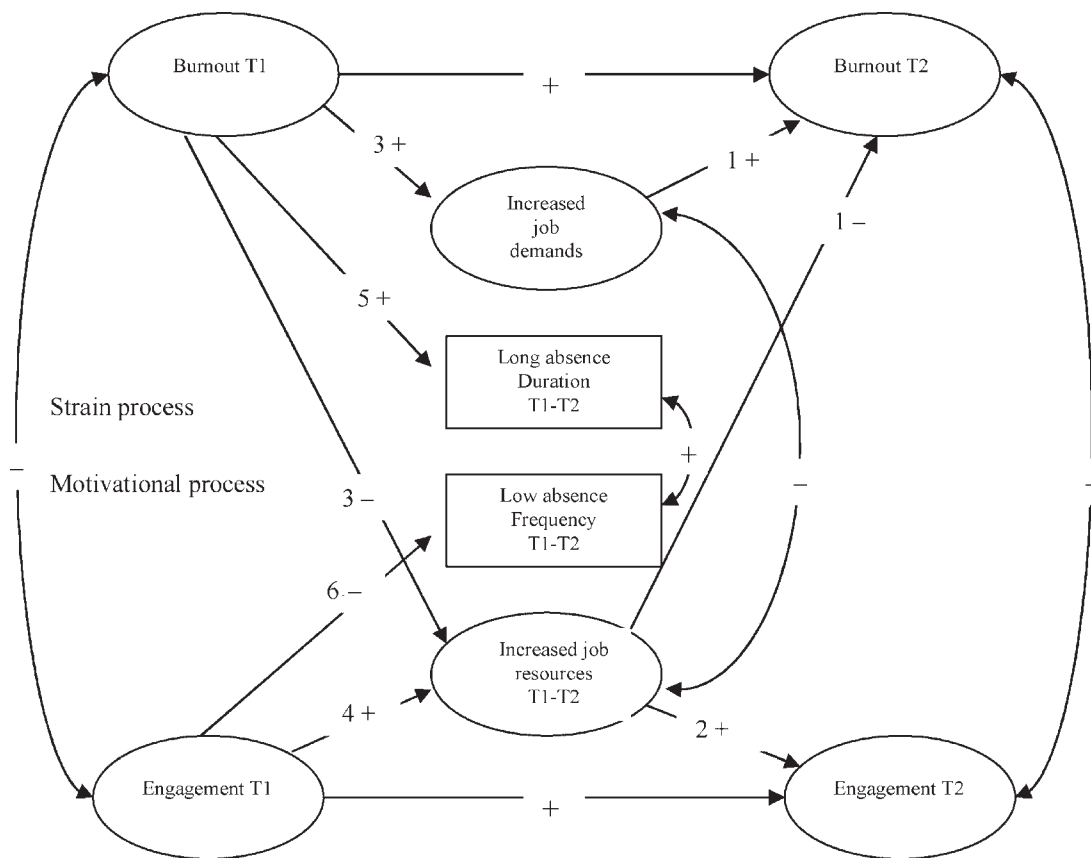 Burnout T1
Burnout T2
+
3 +
1 +
Increased
job
demands
1 –
5 +
Long absence
Duration
T1-T2
Strain process
+
–
Motivational process
–
–
3 –
Low absence
Frequency
T1-T2
6 –
Increased job
resources
T1-T2
4 +
2 +
Engagement T1
Engagement T2
+